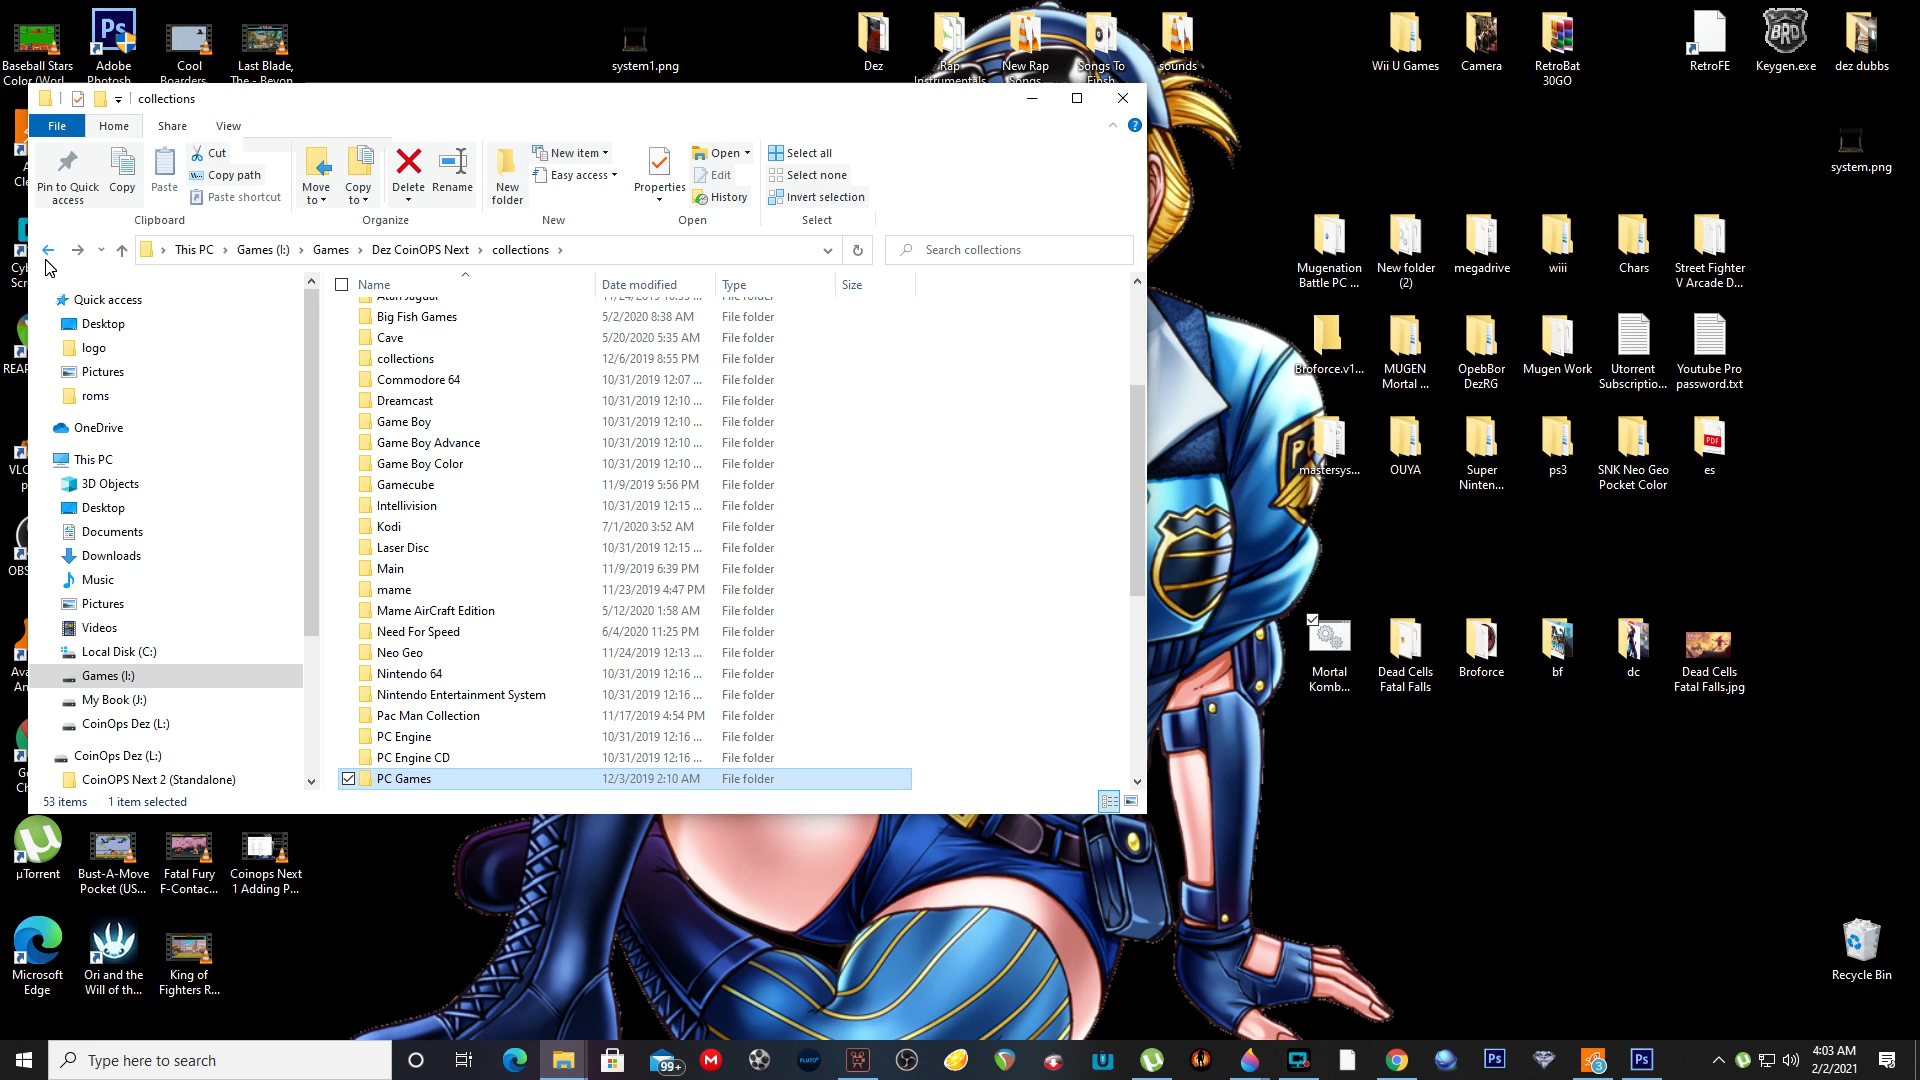 Baseball Stars
Color (Worl...
Adobe
Photosh...
Cool
Boarders
Last Blade,
The - Beyon
system1.png
Dez
Rap
Instrumentals
New Rap
Songs
Songs To
Finsh
sounds
Wii U Games
Camera
RetroBat
30GO
RetroFE
Keygen.exe
dez dubbs
collections
File
Home
Share
View
Pin to Quick
access
Copy
Paste
Cut
Copy path
Paste shortcut
Move
to
Copy
to
Delete
Rename
New
folder
New item
Easy access
Properties
Open
Edit
History
Select all
Select none
Invert selection
Clipboard
Organize
New
Open
Select
This PC > Games (I:) > Games > Dez CoinOPS Next > collections >
Search collections
Name
Date modified
Type
Size
Quick access
Desktop
logo
Pictures
roms
OneDrive
This PC
3D Objects
Desktop
Documents
Downloads
Music
Pictures
Videos
Local Disk (C:)
Games (I:)
My Book (J:)
CoinOps Dez (L:)
CoinOps Dez (L:)
CoinOPS Next 2 (Standalone)
Big Fish Games 5/2/2020 8:38 AM File folder
Cave 5/20/2020 5:35 AM File folder
collections 12/6/2019 8:55 PM File folder
Commodore 64 10/31/2019 12:07 ... File folder
Dreamcast 10/31/2019 12:10 ... File folder
Game Boy 10/31/2019 12:10 ... File folder
Game Boy Advance 10/31/2019 12:10 ... File folder
Game Boy Color 10/31/2019 12:10 ... File folder
Gamecube 11/9/2019 5:56 PM File folder
Intellivision 10/31/2019 12:15 ... File folder
Kodi 7/1/2020 3:52 AM File folder
Laser Disc 10/31/2019 12:15 ... File folder
Main 11/9/2019 6:39 PM File folder
mame 11/23/2019 4:47 PM File folder
Mame AirCraft Edition 5/12/2020 1:58 AM File folder
Need For Speed 6/4/2020 11:25 PM File folder
Neo Geo 11/24/2019 12:13 ... File folder
Nintendo 64 10/31/2019 12:16 ... File folder
Nintendo Entertainment System 10/31/2019 12:16 ... File folder
Pac Man Collection 11/17/2019 4:54 PM File folder
PC Engine 10/31/2019 12:16 ... File folder
PC Engine CD 10/31/2019 12:16 ... File folder
PC Games 12/3/2019 2:10 AM File folder
53 items
1 item selected
system.png
Mugenation
Battle PC ...
New folder
(2)
megadrive
wiii
Chars
Street Fighter
V Arcade D...
Broforce.v1...
MUGEN
Mortal ...
OpebBor
DezRG
Mugen Work
Utorrent
Subscriptio...
Youtube Pro
password.txt
mastersys...
OUYA
Super
Ninten...
ps3
SNK Neo Geo
Pocket Color
PDF
es
Mortal
Komb...
Dead Cells
Fatal Falls
Broforce
bf
dc
Dead Cells
Fatal Falls.jpg
µTorrent
Bust-A-Move
Pocket (US...
Fatal Fury
F-Contac...
Coinops Next
1 Adding P...
Microsoft
Edge
Ori and the
Will of th...
King of
Fighters R...
Recycle Bin
Type here to search
99+
3
4:03 AM
2/2/2021